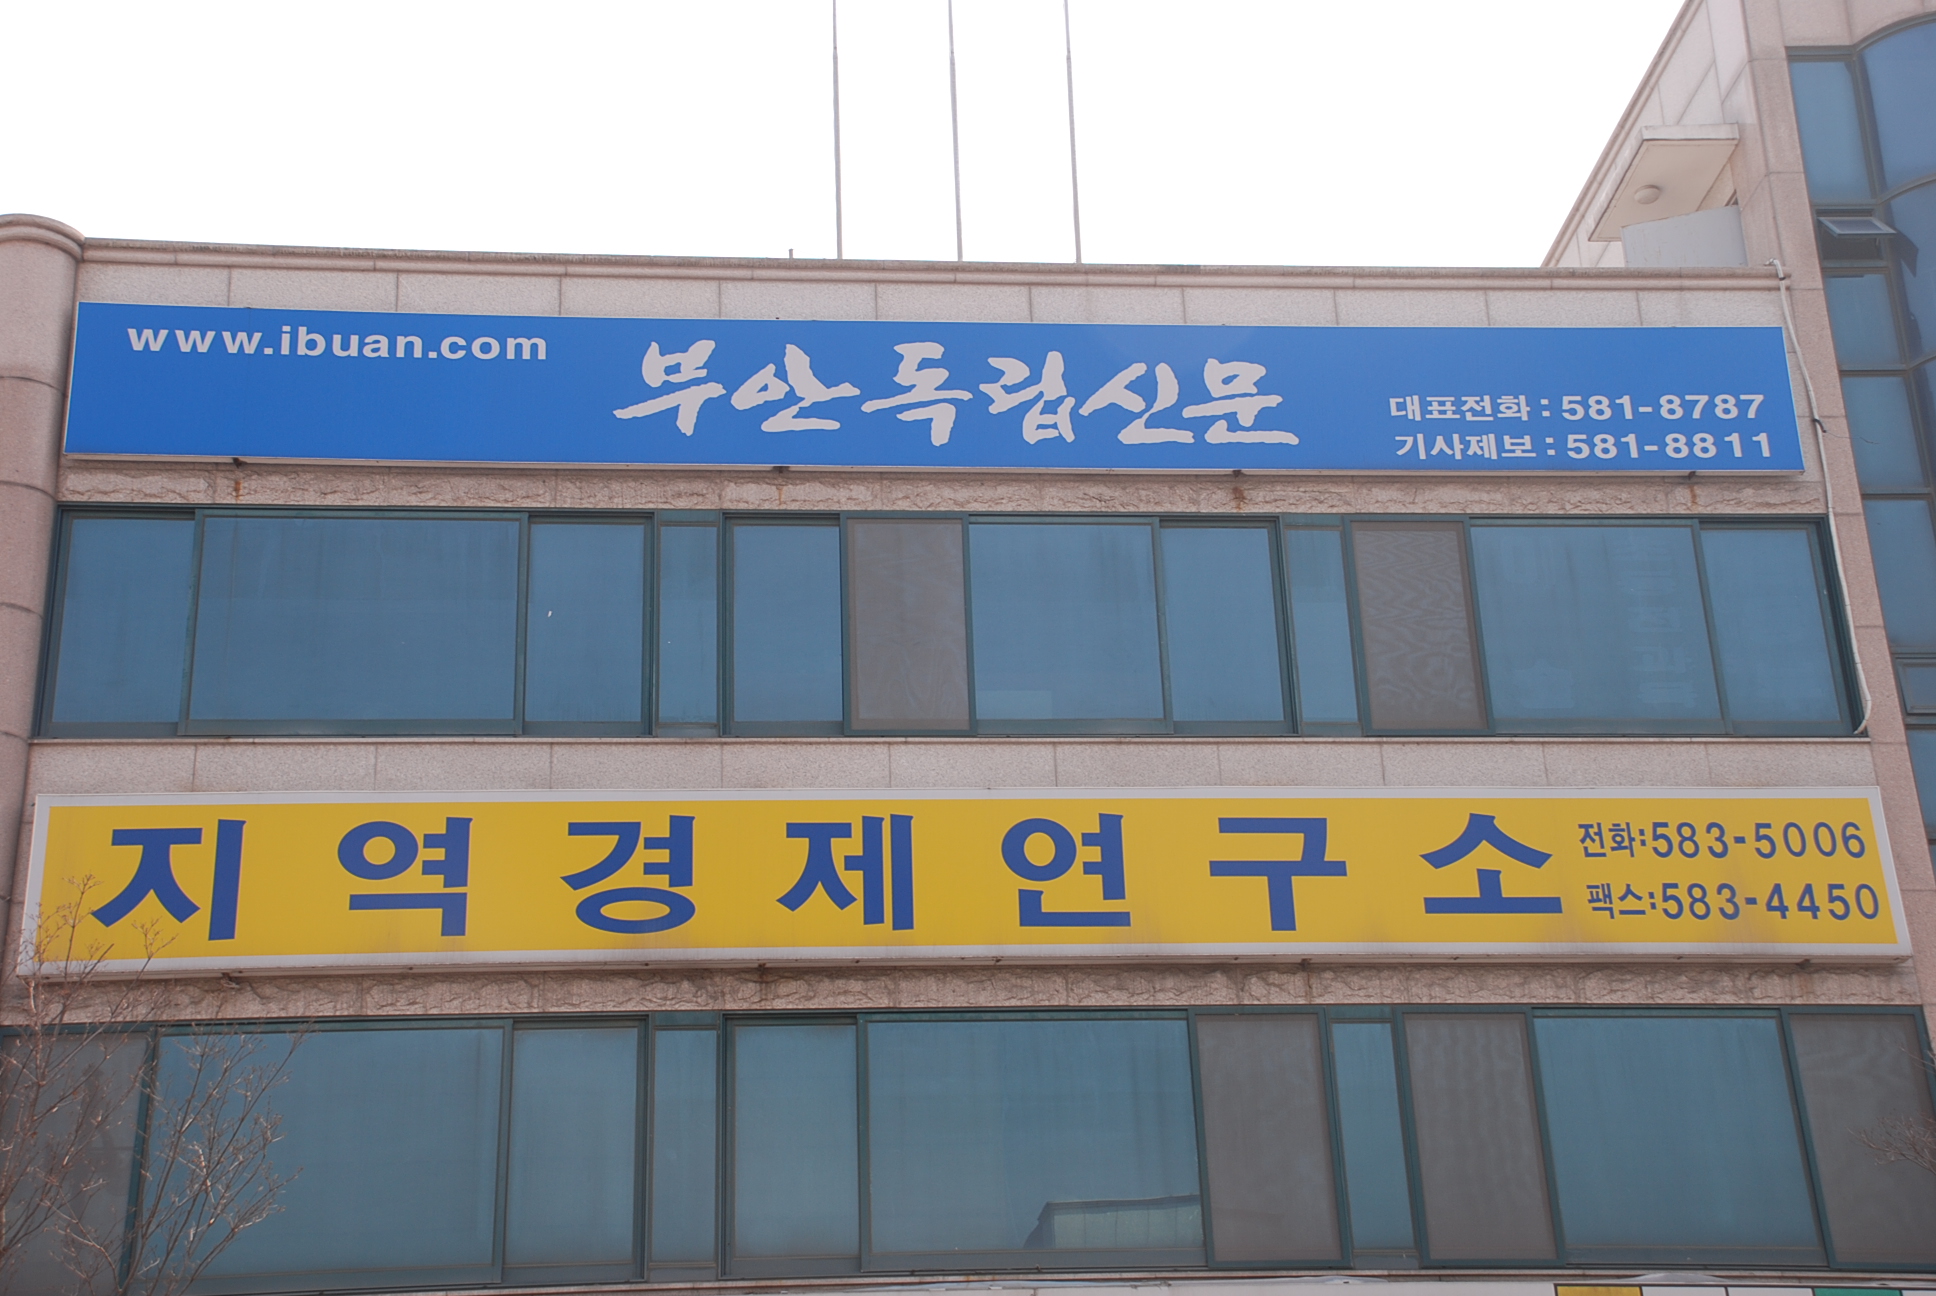 www.ibuan.com
부안독립신문
대표전화 : 581-8787
기사제보 : 581-8811
지역경제연구소
전화:583-5006
팩스:583-4450